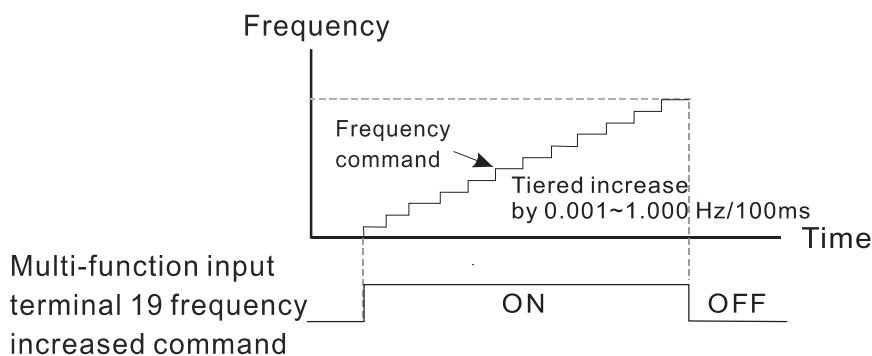 Frequency
Frequency
command
Tiered increase
by 0.001~1.000 Hz/100ms
Time
Multi-function input
terminal 19 frequency
increased command
ON
OFF